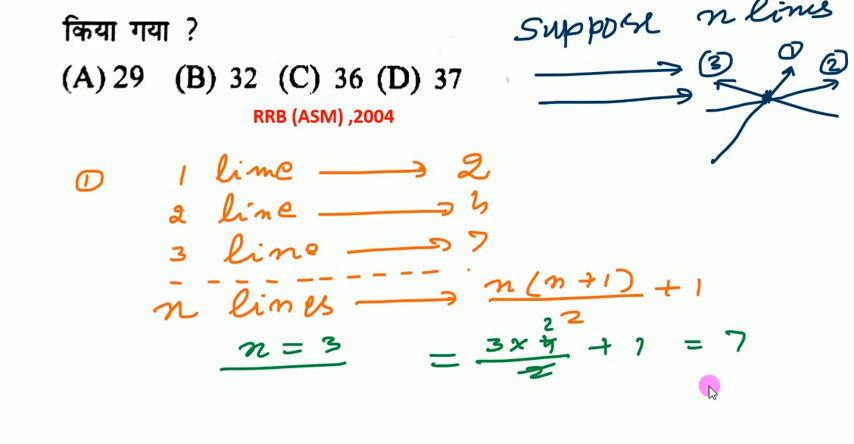 किया गया ?
suppose n lines
(A) 29 (B) 32 (C) 36 (D) 37
RRB (ASM) ,2004
③ ① ②
① 1 line → 2
2 line → 4
3 line → 7
n lines → n(n+1)/2 + 1
n = 3 = 3 × 4 2/2 + 1 = 7